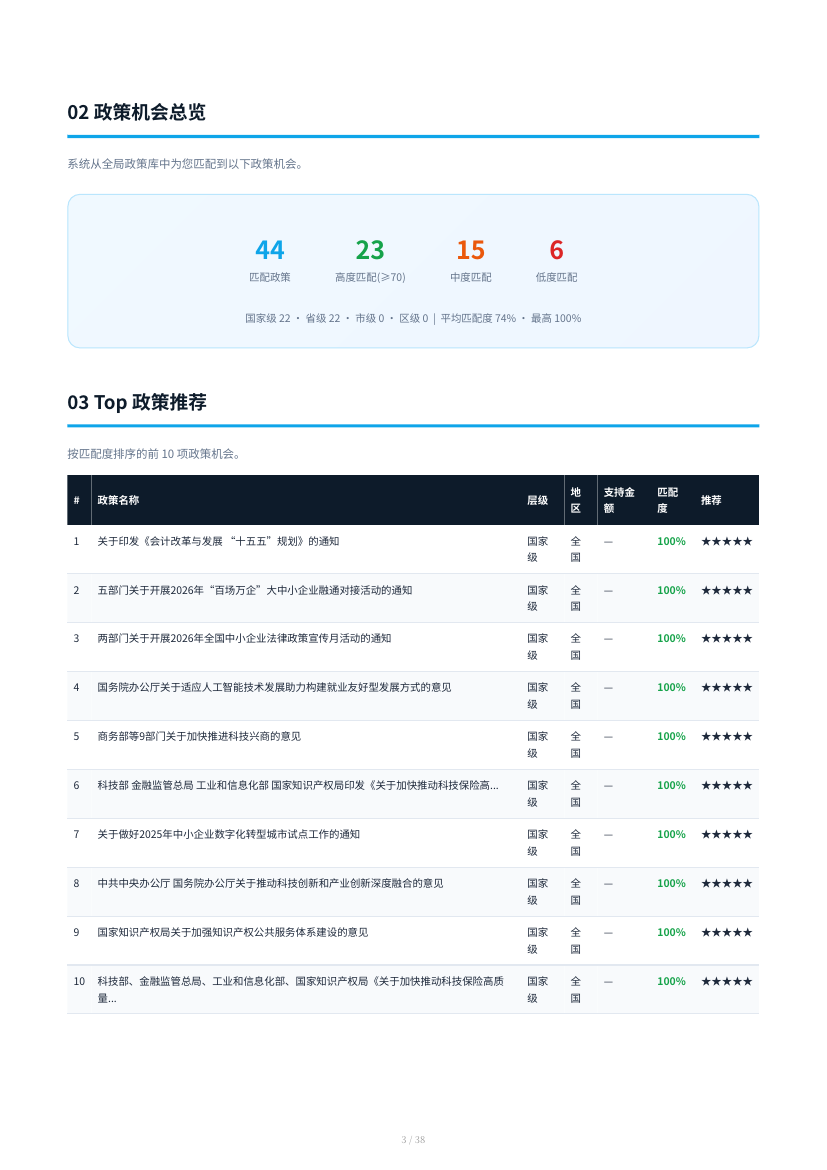 02 政策机会总览
系统从全局政策库中为您匹配到以下政策机会。
44 23 15 6
匹配政策 高度匹配(≥70) 中度匹配 低度匹配
国家级 22 · 省级 22 · 市级 0 · 区级 0 | 平均匹配度 74% · 最高 100%
03 Top 政策推荐
按匹配度排序的前 10 项政策机会。
# 政策名称 层级 地区 支持金额 匹配度 推荐
1 关于印发《会计改革与发展 “十五五”规划》的通知 国家级 全国 — 100% ★★★★★
2 五部门关于开展2026年“百场万企”大中小企业融通对接活动的通知 国家级 全国 — 100% ★★★★★
3 两部门关于开展2026年全国中小企业法律政策宣传月活动的通知 国家级 全国 — 100% ★★★★★
4 国务院办公厅关于适应人工智能技术发展助力构建就业友好型发展方式的意见 国家级 全国 — 100% ★★★★★
5 商务部等9部门关于加快推进科技兴商的意见 国家级 全国 — 100% ★★★★★
6 科技部 金融监管总局 工业和信息化部 国家知识产权局印发《关于加快推动科技保险高... 国家级 全国 — 100% ★★★★★
7 关于做好2025年中小企业数字化转型城市试点工作的通知 国家级 全国 — 100% ★★★★★
8 中共中央办公厅 国务院办公厅关于推动科技创新和产业创新深度融合的意见 国家级 全国 — 100% ★★★★★
9 国家知识产权局关于加强知识产权公共服务体系建设的意见 国家级 全国 — 100% ★★★★★
10 科技部、金融监管总局、工业和信息化部、国家知识产权局《关于加快推动科技保险高质量... 国家级 全国 — 100% ★★★★★
3 / 38